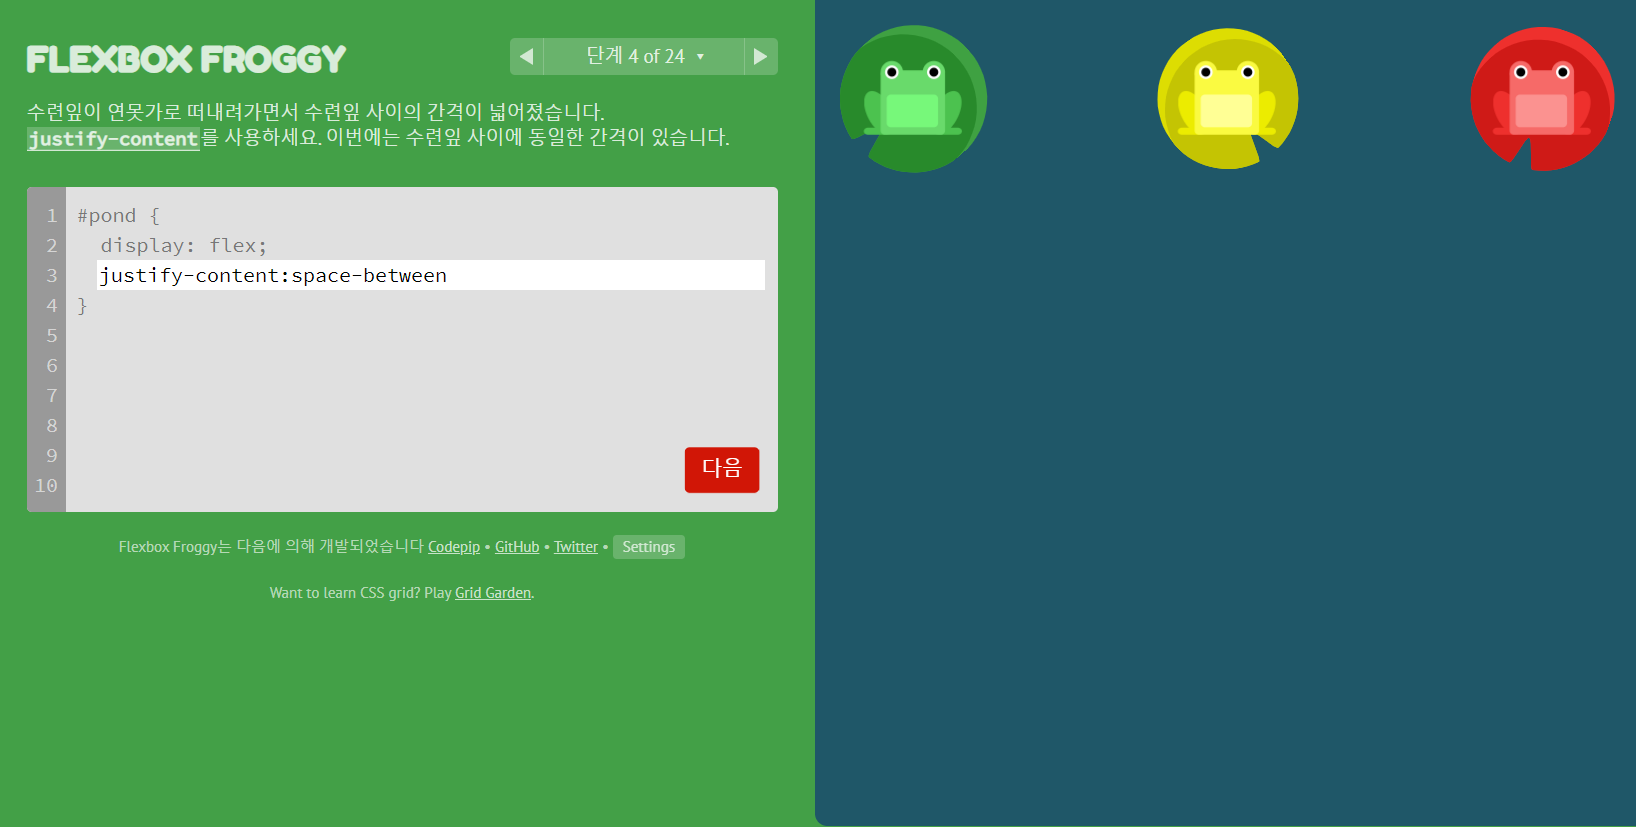 FLEXBOX FROGGY
단계 4 of 24
수련잎이 연못가로 떠내려가면서 수련잎 사이의 간격이 넓어졌습니다.
justify-content를 사용하세요. 이번에는 수련잎 사이에 동일한 간격이 있습니다.
1 #pond {
2 display: flex;
3 justify-content:space-between
4 }
5
6
7
8
9
10
다음
Flexbox Froggy는 다음에 의해 개발되었습니다 Codepip • GitHub • Twitter • Settings
Want to learn CSS grid? Play Grid Garden.